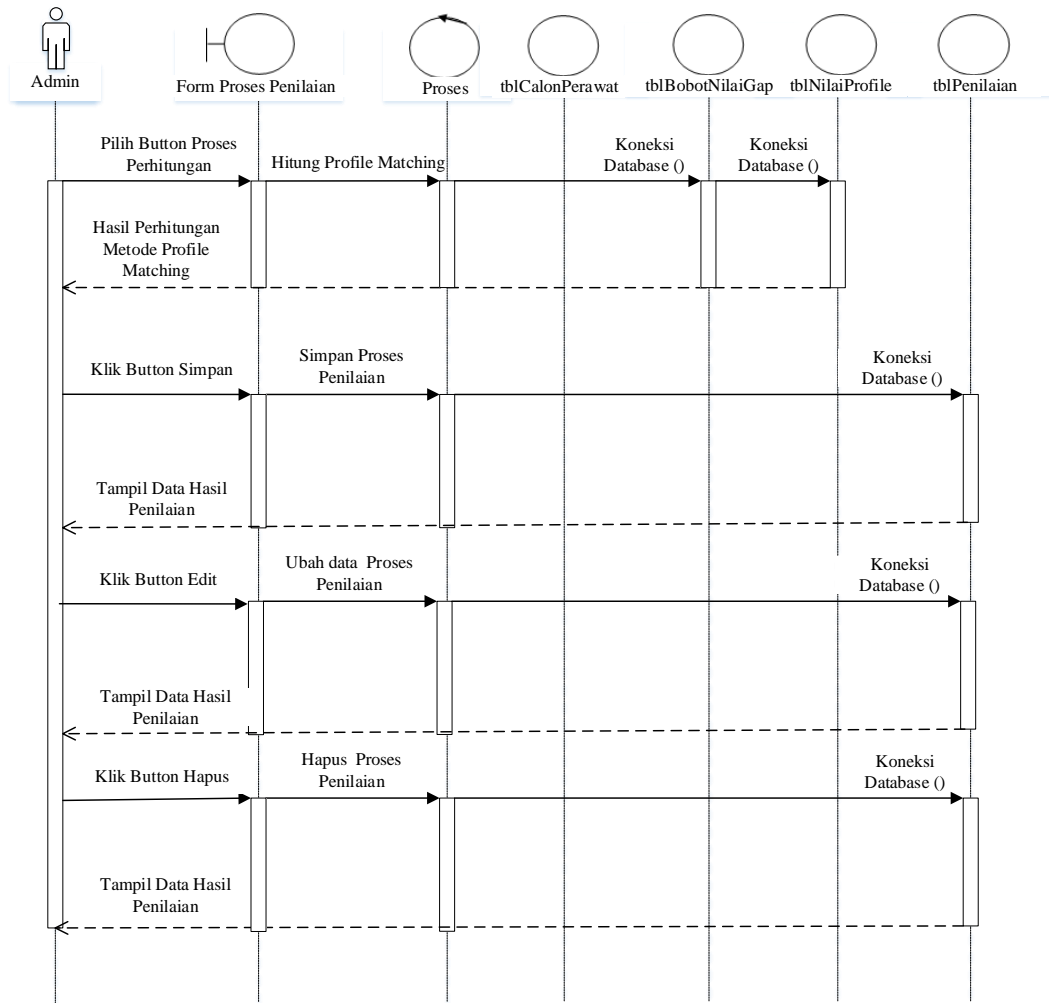 Admin
Form Proses Penilaian
Proses
tblCalonPerawat
tblBobotNilaiGap
tblNilaiProfile
tblPenilaian
Pilih Button Proses
Perhitungan
Hitung Profile Matching
Koneksi
Database ()
Koneksi
Database ()
Hasil Perhitungan
Metode Profile
Matching
Klik Button Simpan
Simpan Proses
Penilaian
Koneksi
Database ()
Tampil Data Hasil
Penilaian
Klik Button Edit
Ubah data Proses
Penilaian
Koneksi
Database ()
Tampil Data Hasil
Penilaian
Klik Button Hapus
Hapus Proses
Penilaian
Koneksi
Database ()
Tampil Data Hasil
Penilaian